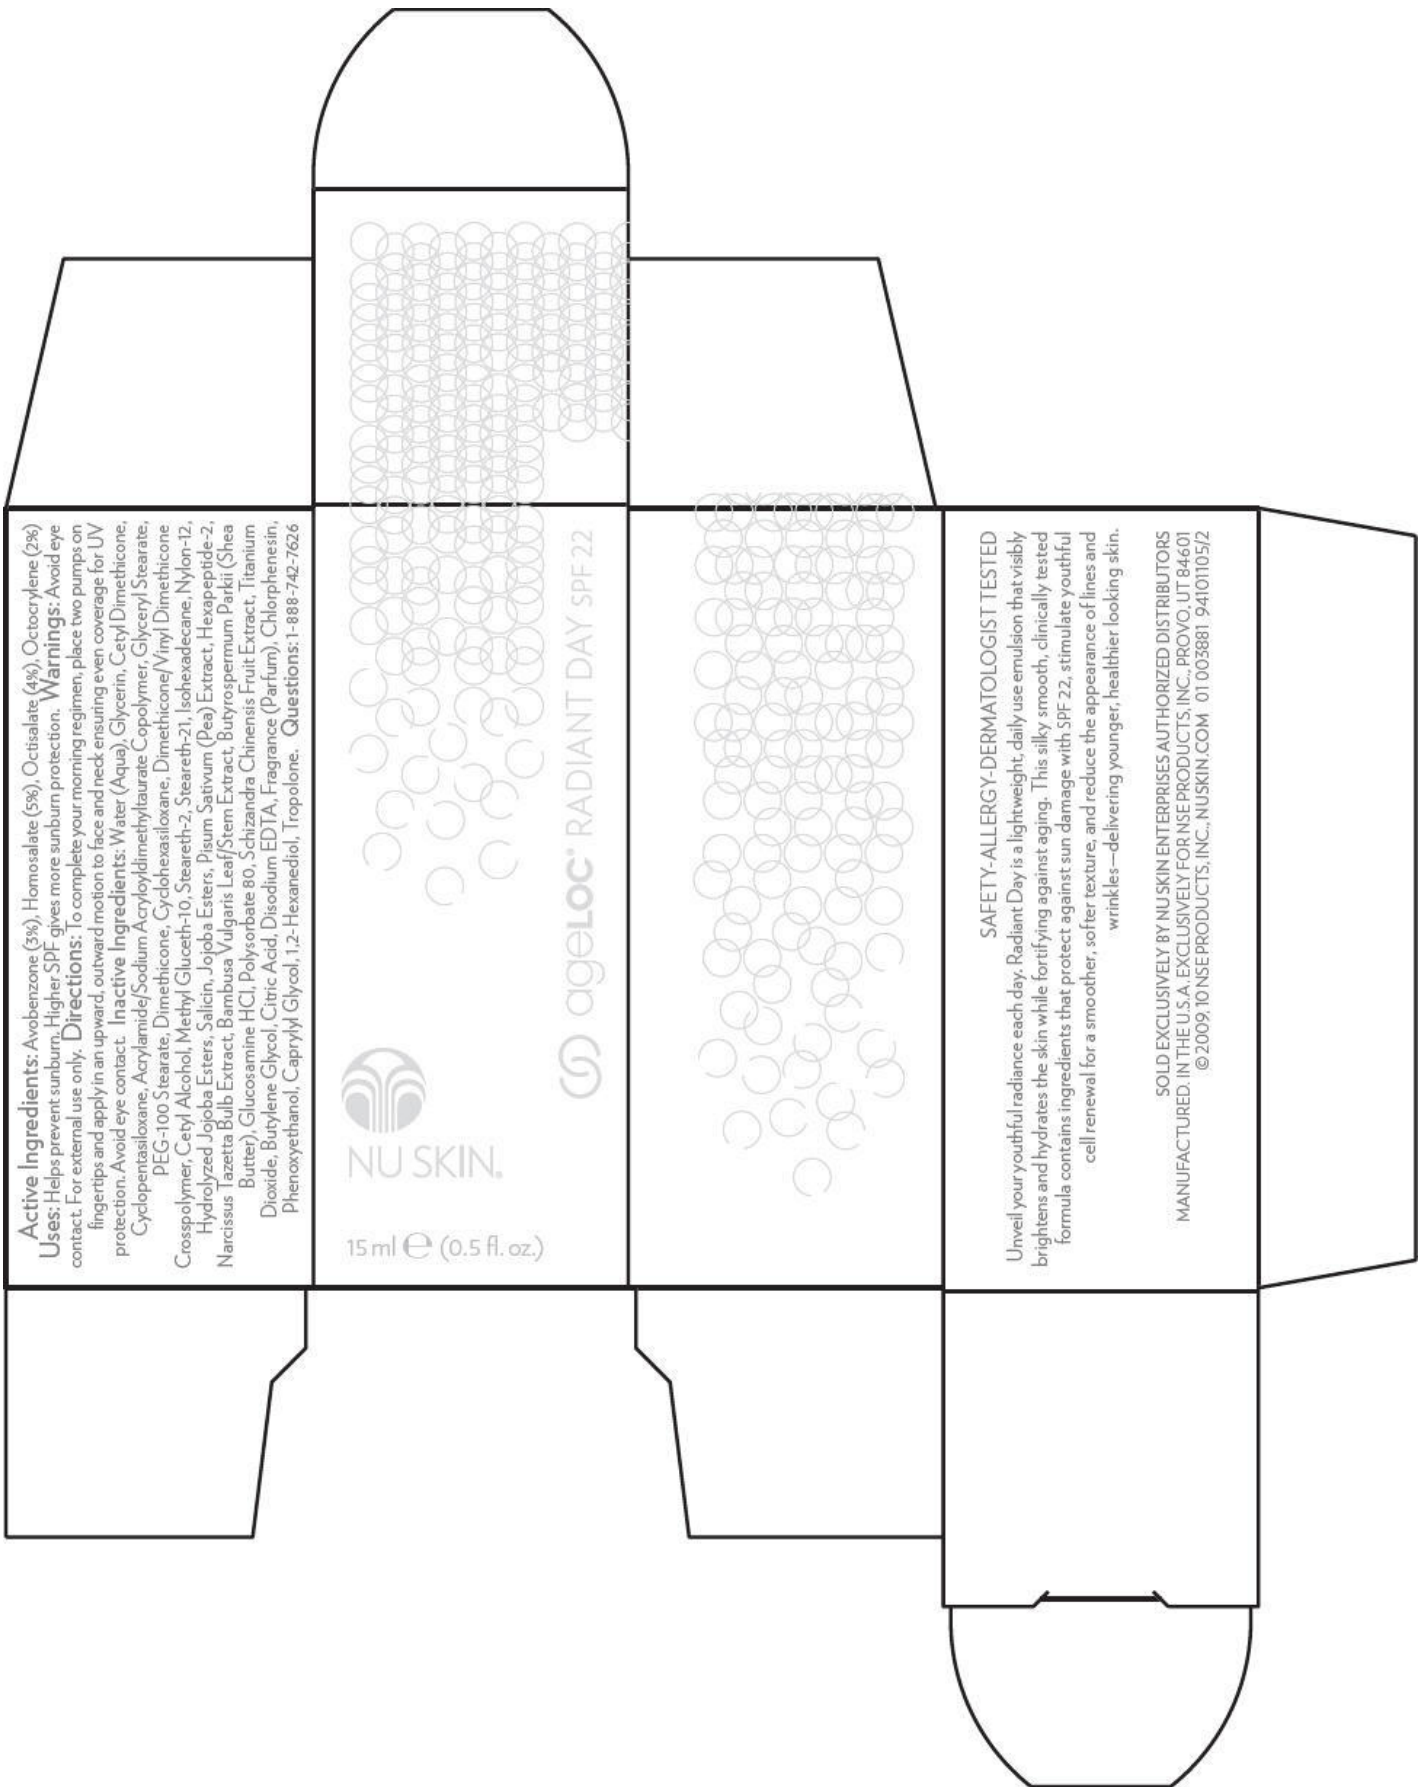 Active Ingredients: Avobenzone (3%), Homosalate (5%), Octisalate (4%), Octocrylene (2%)
Uses: Helps prevent sunburn. Higher SPF gives more sunburn protection. Warnings: Avoid eye
contact. For external use only. Directions: To complete your morning regimen, place two pumps on
fingertips and apply in an upward, outward motion to face and neck ensuring even coverage for UV
protection. Avoid eye contact. Inactive Ingredients: Water (Aqua), Glycerin, Cetyl Dimethicone,
Cyclopentasiloxane, Acrylamide/Sodium Acryloyldimethyltaurate Copolymer, Glyceryl Stearate,
PEG-100 Stearate, Dimethicone, Cyclohexasiloxane, Dimethicone/Vinyl Dimethicone
Crosspolymer, Cetyl Alcohol, Methyl Gluceth-10, Steareth-2, Steareth-21, Isohexadecane, Nylon-12,
Hydrolyzed Jojoba Esters, Salicin, Jojoba Esters, Pisum Sativum (Pea) Extract, Hexapeptide-2,
Narcissus Tazetta Bulb Extract, Bambusa Vulgaris Leaf/Stem Extract, Butyrospermum Parkii (Shea
Butter), Glucosamine HCl, Polysorbate 80, Schizandra Chinensis Fruit Extract, Titanium
Dioxide, Butylene Glycol, Citric Acid, Disodium EDTA, Fragrance (Parfum), Chlorphenesin,
Phenoxyethanol, Caprylyl Glycol, 1,2-Hexanediol, Tropolone. Questions: 1-888-742-7626
NU SKIN®
15 ml ℮ (0.5 fl. oz.)
ageLOC® RADIANT DAY SPF 22
SAFETY-ALLERGY-DERMATOLOGIST TESTED
Unveil your youthful radiance each day. Radiant Day is a lightweight, daily use emulsion that visibly
brightens and hydrates the skin while fortifying against aging. This silky smooth, clinically tested
formula contains ingredients that protect against sun damage with SPF 22, stimulate youthful
cell renewal for a smoother, softer texture, and reduce the appearance of lines and
wrinkles—delivering younger, healthier looking skin.
SOLD EXCLUSIVELY BY NU SKIN ENTERPRISES AUTHORIZED DISTRIBUTORS
MANUFACTURED. IN THE U.S.A. EXCLUSIVELY FOR NSE PRODUCTS, INC., PROVO, UT 84601
©2009, 10 NSE PRODUCTS, INC., NUSKIN.COM 01 003881 94101105/2